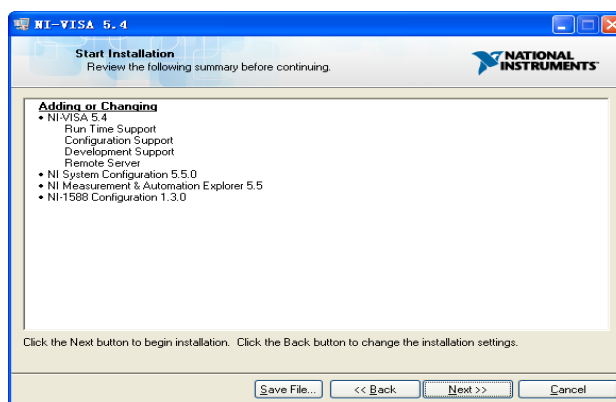 NI-VISA 5.4
Start Installation
Review the following summary before continuing.
NATIONAL
INSTRUMENTS™
Adding or Changing
• NI-VISA 5.4
Run Time Support
Configuration Support
Development Support
Remote Server
• NI System Configuration 5.5.0
• NI Measurement & Automation Explorer 5.5
• NI-1588 Configuration 1.3.0
Click the Next button to begin installation. Click the Back button to change the installation settings.
Save File... << Back Next >> Cancel